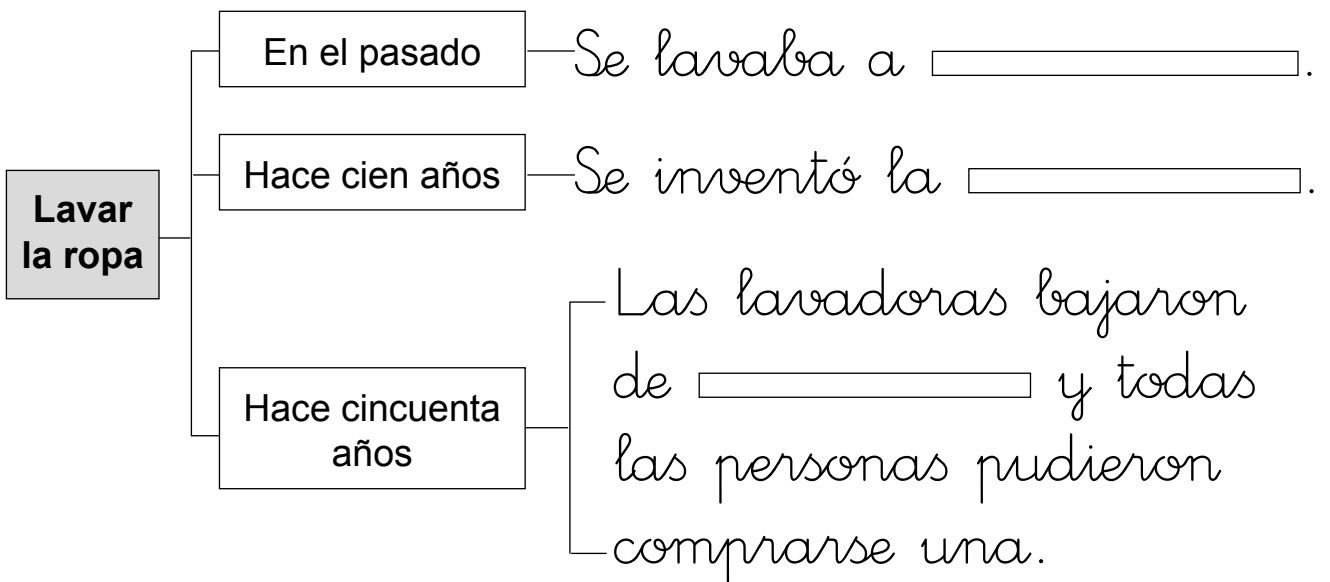 En el pasado
Se lavaba a .
Hace cien años
Se inventó la .
Lavar
la ropa
Las lavadoras bajaron
de y todas
Hace cincuenta
años
las personas pudieron
comprarse una.